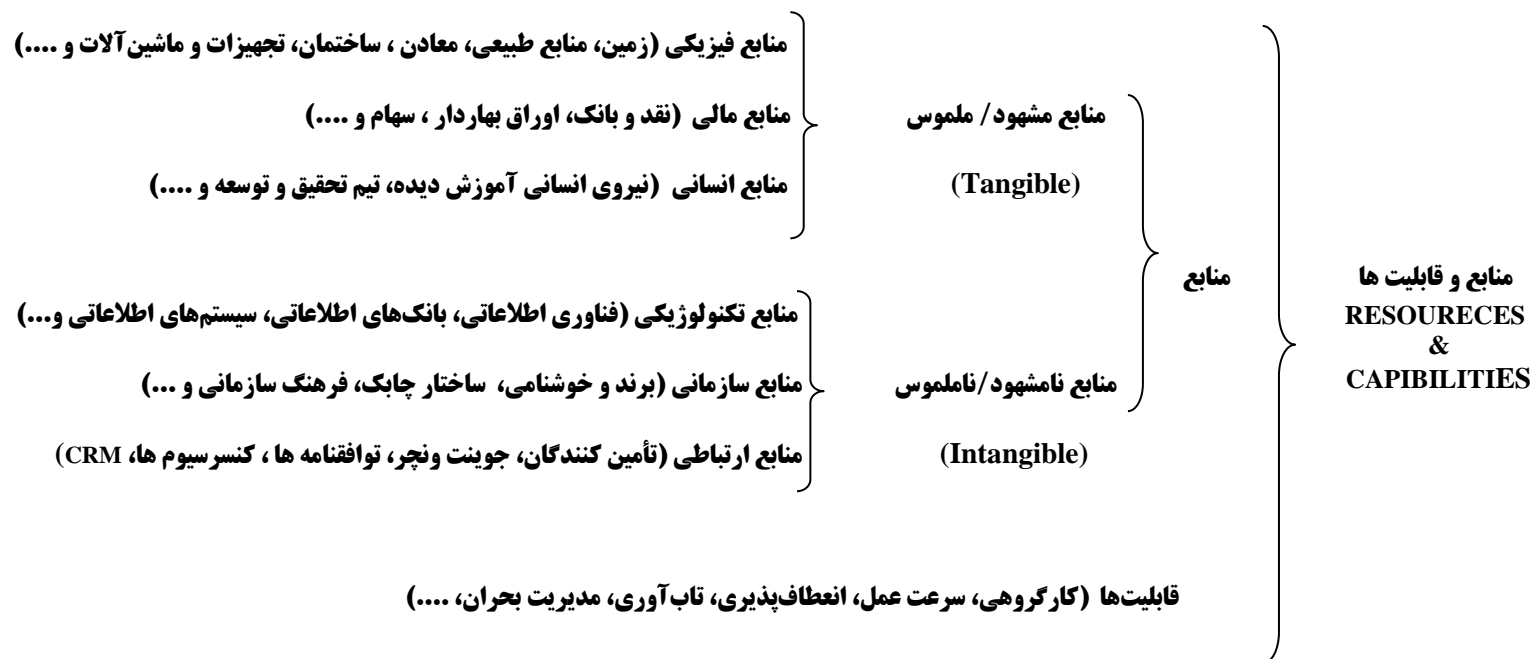 منابع و قابلیت ها
RESOURECES
&
CAPIBILITIES
منابع
منابع مشهود/ ملموس
(Tangible)
منابع فیزیکی (زمین، منابع طبیعی، معادن ، ساختمان، تجهیزات و ماشین‌آلات و ....)
منابع مالی (نقد و بانک، اوراق بهاردار ، سهام و ....)
منابع انسانی (نیروی انسانی آموزش دیده، تیم تحقیق و توسعه و ....)
منابع نامشهود/ناملموس
(Intangible)
منابع تکنولوژیکی (فناوری اطلاعاتی، بانک‌های اطلاعاتی، سیستم‌های اطلاعاتی و...)
منابع سازمانی (برند و خوشنامی، ساختار چابک، فرهنگ سازمانی و ...)
منابع ارتباطی (تأمین کنندگان، جوینت ونچر، توافقنامه ها ، کنسرسیوم ها، CRM)
قابلیت‌ها (کارگروهی، سرعت عمل، انعطاف‌پذیری، تاب‌آوری، مدیریت بحران، ....)